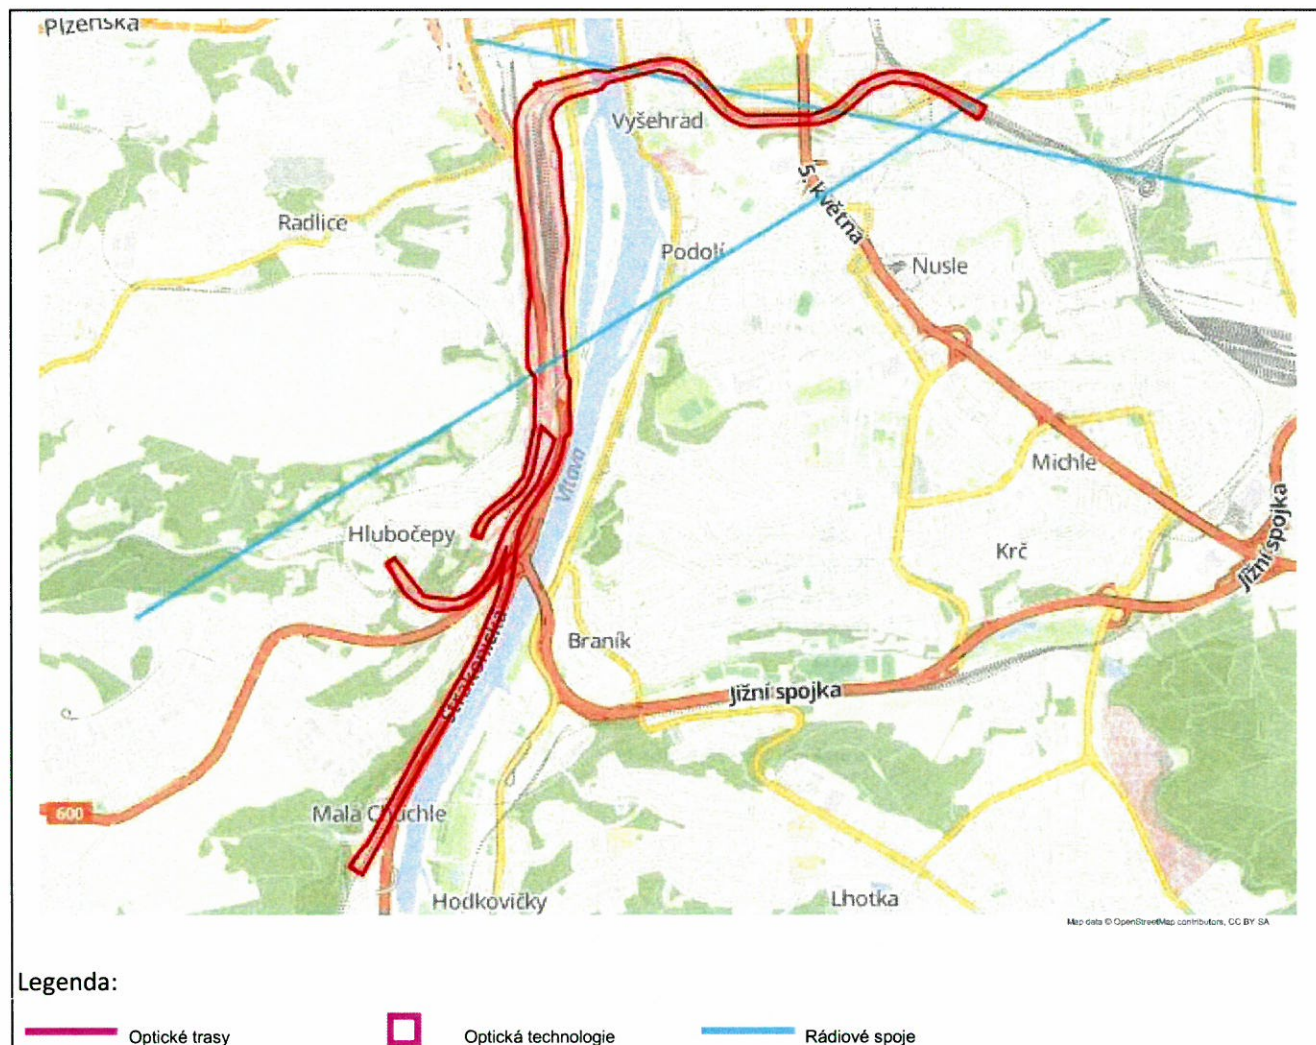 Plzeňská
Vyšehrad
5. května
Radlice
Podolí
Nusle
Vltava
Michle
Hlubočepy
Krč
Jižní spojka
Braník
Strakonická
Jižní spojka
600
Malá Chuchle
Hodkovičky
Lhotka
Map data © OpenStreetMap contributors, CC BY SA
Legenda:
Optické trasy
Optická technologie
Rádiové spoje